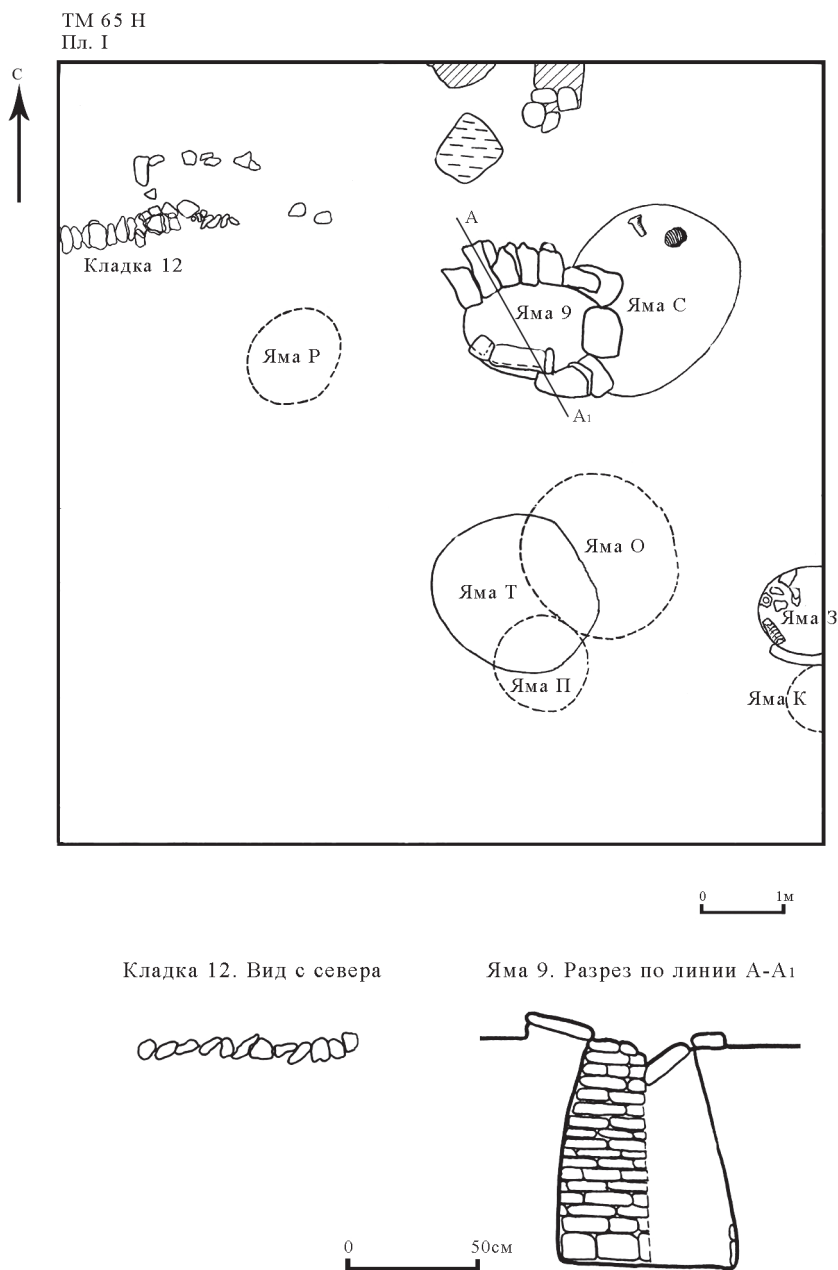 ТМ 65 Н
Пл. I
С
А
Кладка 12
Яма 9
Яма С
Яма Р
А1
Яма О
Яма Т
Яма З
Яма П
Яма К
0 1м
Кладка 12. Вид с севера
Яма 9. Разрез по линии А-А1
0 50см